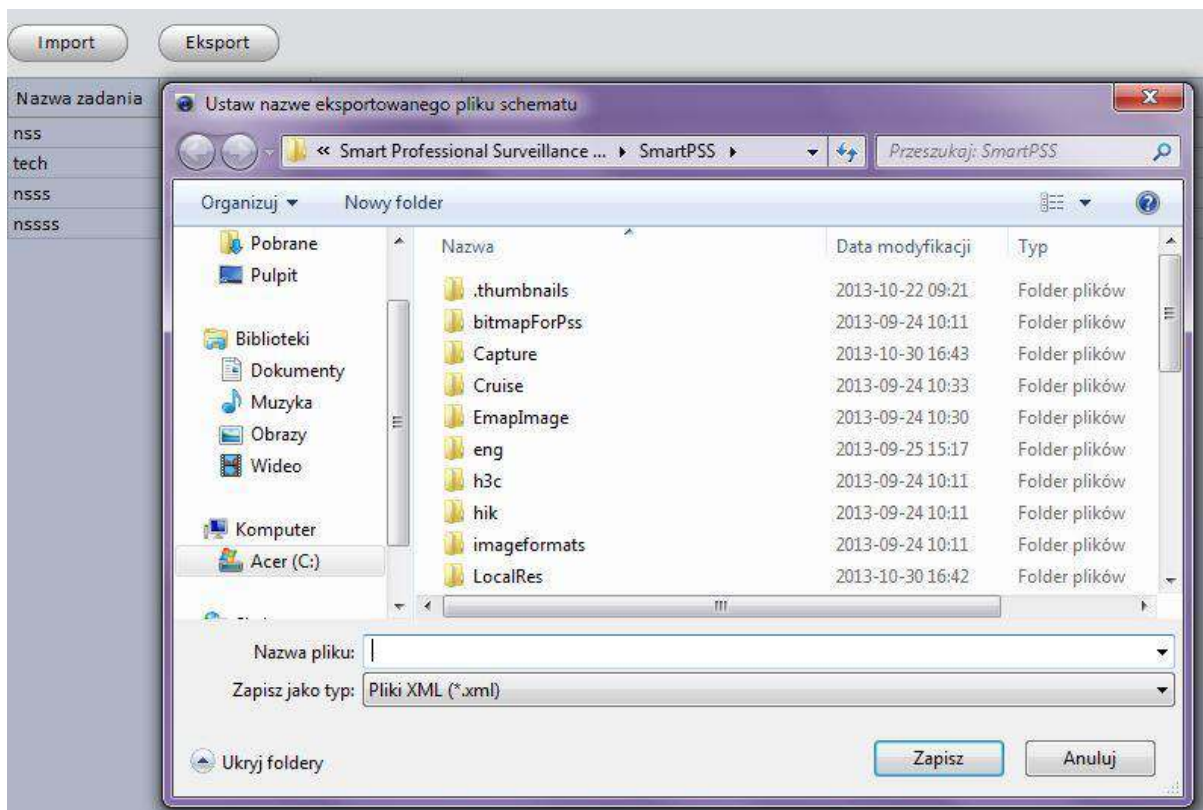 Import Eksport
Nazwa zadania
nss
tech
nsss
nssss
Ustaw nazwe eksportowanego pliku schematu
« Smart Professional Surveillance ... SmartPSS
Przeszukaj: SmartPSS
Organizuj Nowy folder
Pobrane
Pulpit
Biblioteki
Dokumenty
Muzyka
Obrazy
Wideo
Komputer
Acer (C:)
Nazwa Data modyfikacji Typ
.thumbnails 2013-10-22 09:21 Folder plików
bitmapForPss 2013-09-24 10:11 Folder plików
Capture 2013-10-30 16:43 Folder plików
Cruise 2013-09-24 10:33 Folder plików
EmapImage 2013-09-24 10:30 Folder plików
eng 2013-09-25 15:17 Folder plików
h3c 2013-09-24 10:11 Folder plików
hik 2013-09-24 10:11 Folder plików
imageformats 2013-09-24 10:11 Folder plików
LocalRes 2013-10-30 16:42 Folder plików
Nazwa pliku:
Zapisz jako typ: Pliki XML (*.xml)
Ukryj foldery Zapisz Anuluj